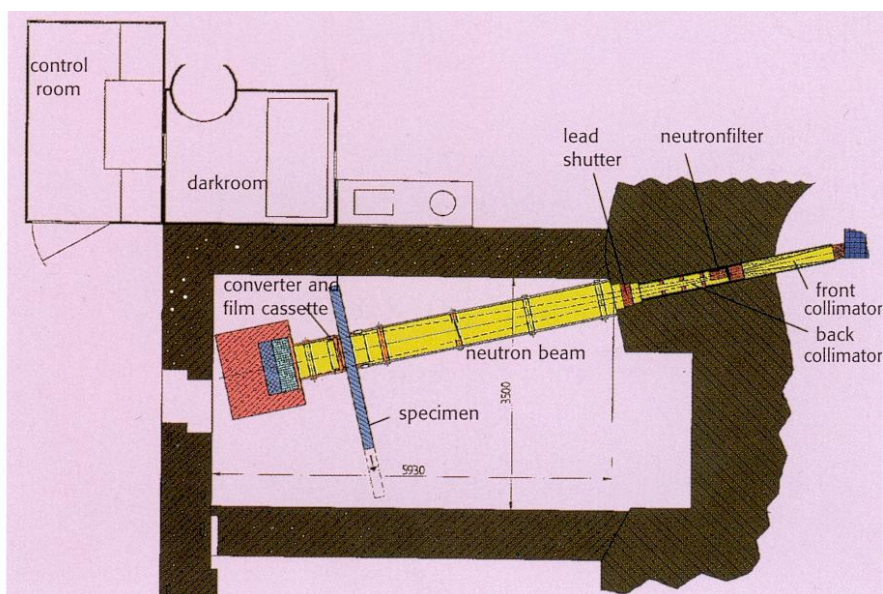 control
room
darkroom
lead
shutter
neutronfilter
converter and
film cassette
front
collimator
back
collimator
neutron beam
specimen
3500
5930